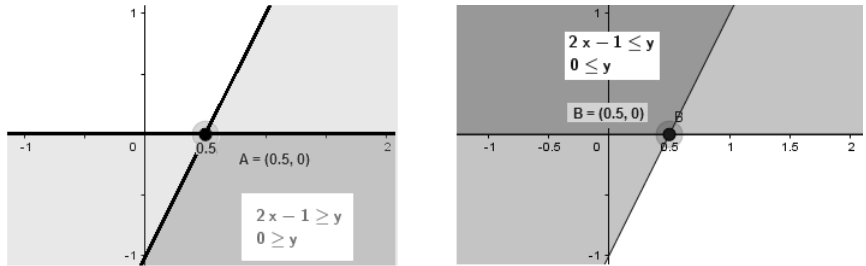 1
-1
0
0.5
2
A = (0.5, 0)
2 x − 1 ≥ y
0 ≥ y
-1
1
2 x − 1 ≤ y
0 ≤ y
B = (0.5, 0)
B
-1
-0.5
0
0.5
1
1.5
2
-1